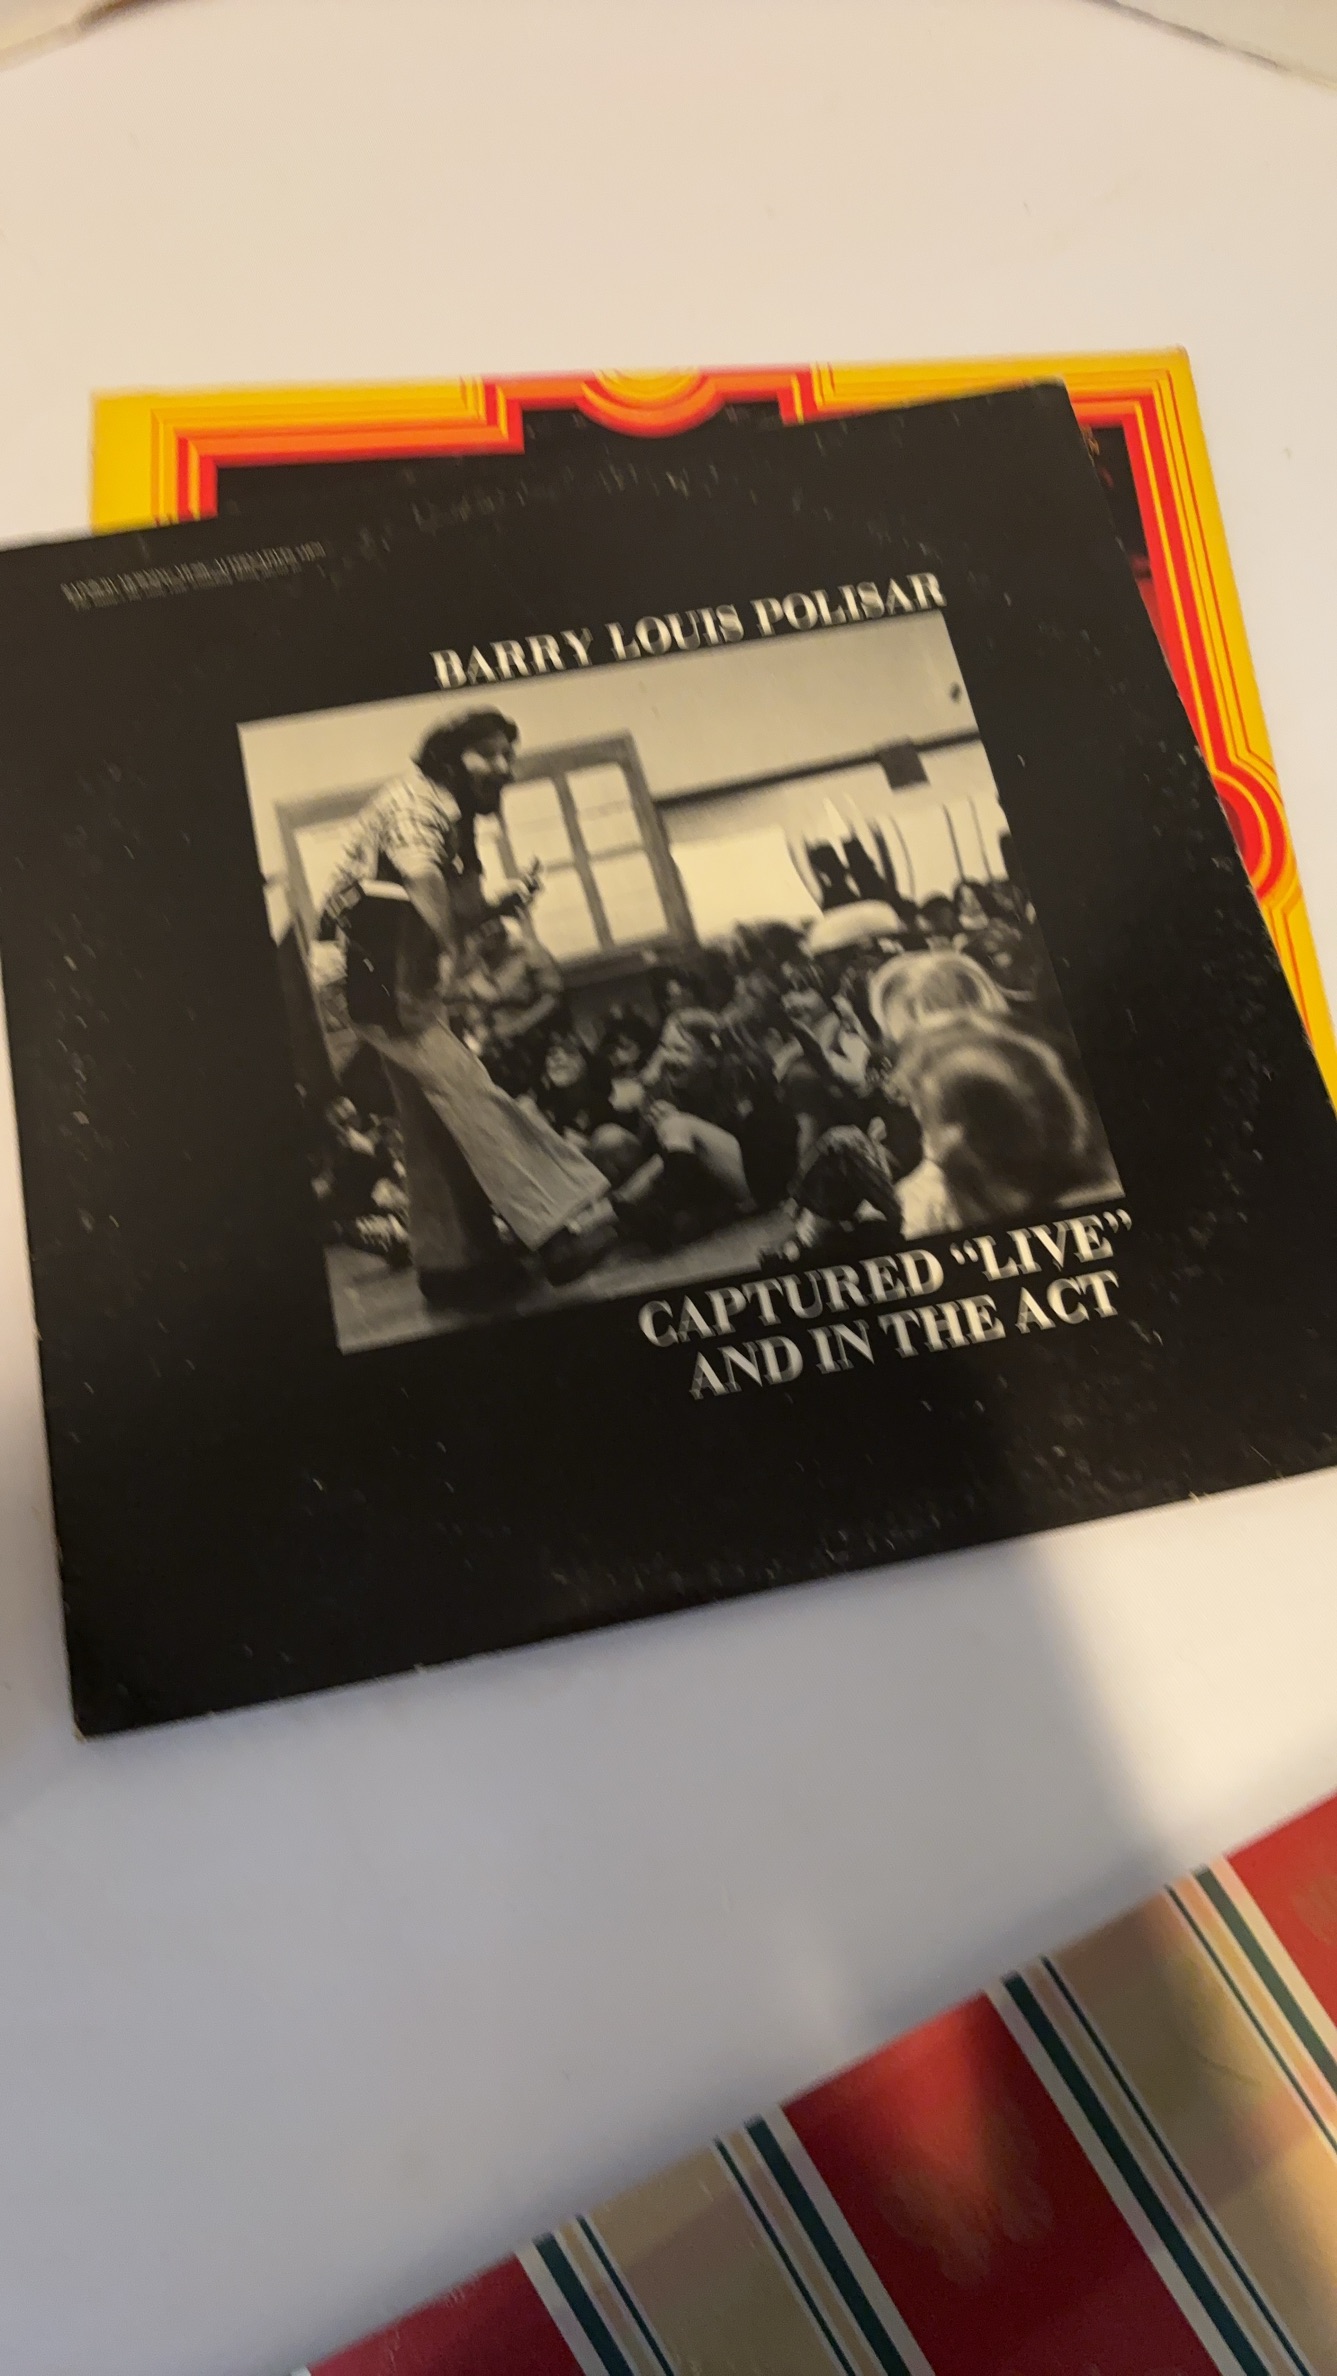 BARRY LOUIS POLISAR
CAPTURED “LIVE”
AND IN THE ACT